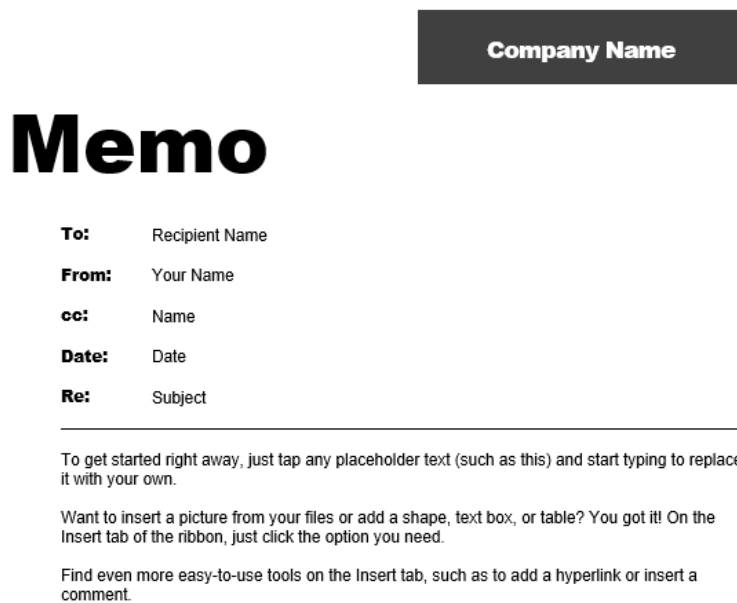 Company Name
Memo
To: Recipient Name
From: Your Name
cc: Name
Date: Date
Re: Subject
To get started right away, just tap any placeholder text (such as this) and start typing to replace
it with your own.
Want to insert a picture from your files or add a shape, text box, or table? You got it! On the
Insert tab of the ribbon, just click the option you need.
Find even more easy-to-use tools on the Insert tab, such as to add a hyperlink or insert a
comment.